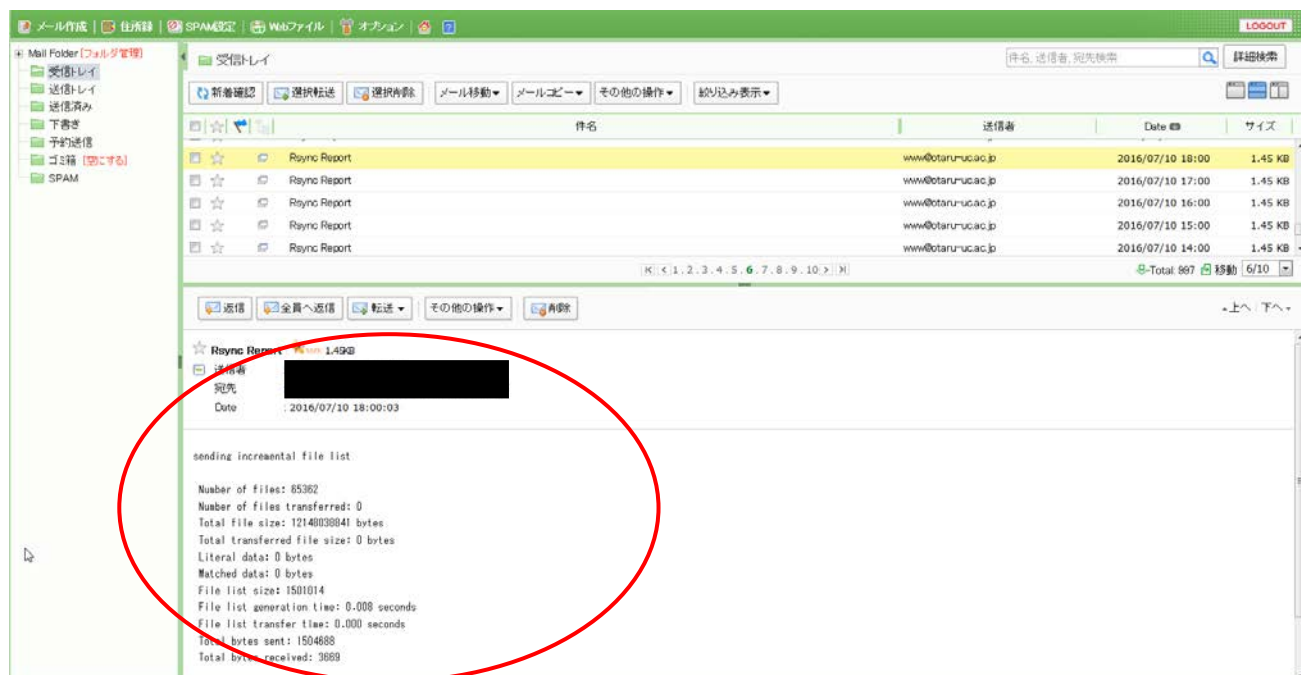 メール作成 | 住所録 | SPAM設定 | Webファイル | オプション | LOGOUT
Mail Folder [フォルダ管理]
受信トレイ
送信トレイ
送信済み
下書き
予約送信
ゴミ箱 [空にする]
SPAM
受信トレイ 件名, 送信者, 宛先検索 詳細検索
新着確認 選択転送 選択削除 メール移動▾ メールコピー▾ その他の操作▾ 絞り込み表示▾
件名 送信者 Date サイズ
Rsync Report www@otaru-uc.ac.jp 2016/07/10 18:00 1.45 KB
Rsync Report www@otaru-uc.ac.jp 2016/07/10 17:00 1.45 KB
Rsync Report www@otaru-uc.ac.jp 2016/07/10 16:00 1.45 KB
Rsync Report www@otaru-uc.ac.jp 2016/07/10 15:00 1.45 KB
Rsync Report www@otaru-uc.ac.jp 2016/07/10 14:00 1.45 KB
1.2.3.4.5.6.7.8.9.10 Total: 997 移動 6/10
返信 全員へ返信 転送▾ その他の操作▾ 削除 上へ | 下へ
Rsync Report 1.49KB
送信者
宛先
Date : 2016/07/10 18:00:03
sending incremental file list
Number of files: 85362
Number of files transferred: 0
Total file size: 12148038841 bytes
Total transferred file size: 0 bytes
Literal data: 0 bytes
Matched data: 0 bytes
File list size: 1501014
File list generation time: 0.008 seconds
File list transfer time: 0.000 seconds
Total bytes sent: 1504688
Total bytes received: 3669